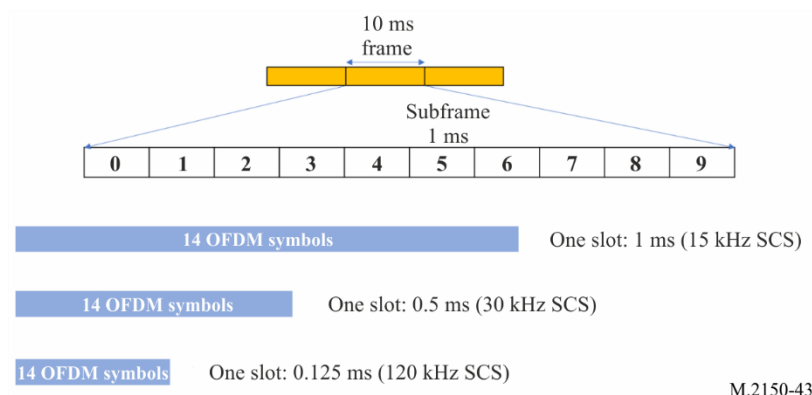 10 ms
frame
Subframe
1 ms
0 1 2 3 4 5 6 7 8 9
14 OFDM symbols One slot: 1 ms (15 kHz SCS)
14 OFDM symbols One slot: 0.5 ms (30 kHz SCS)
14 OFDM symbols One slot: 0.125 ms (120 kHz SCS)
M.2150-43